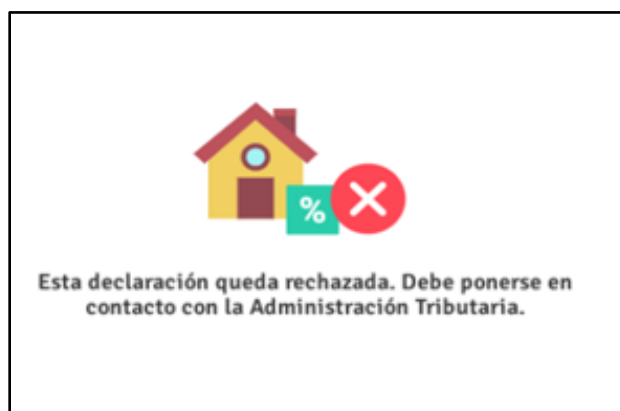 %
Esta declaración queda rechazada. Debe ponerse en
contacto con la Administración Tributaria.